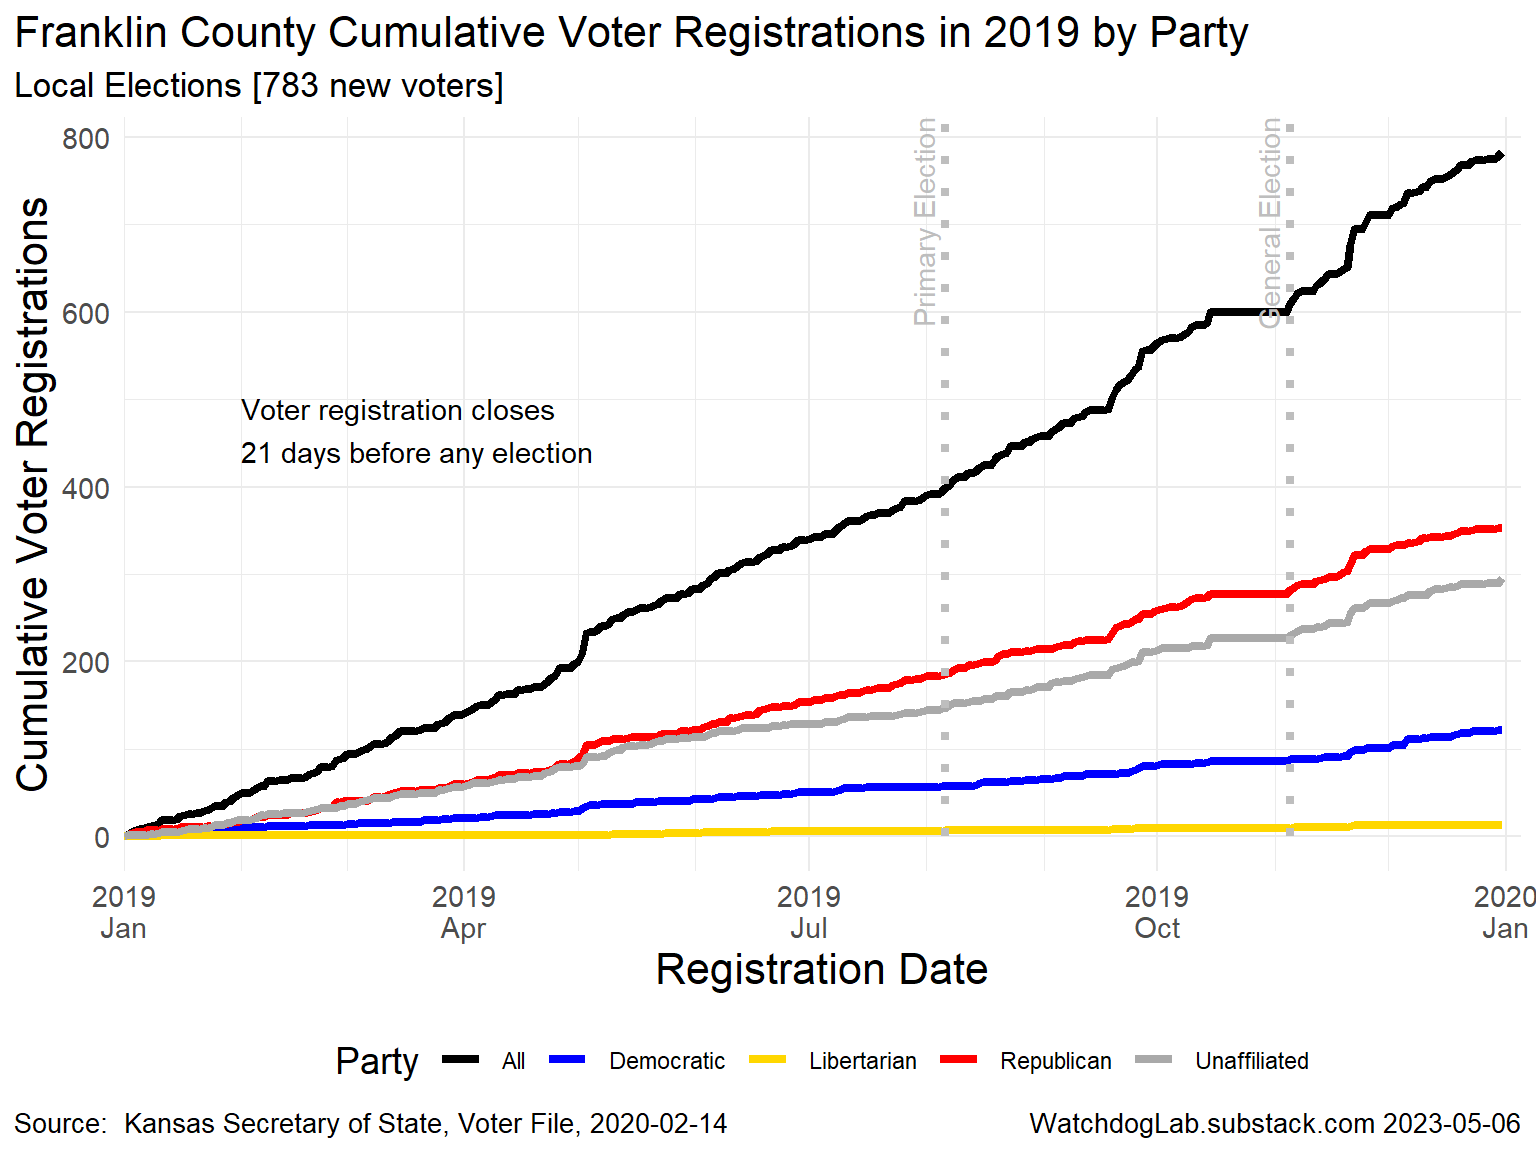 Franklin County Cumulative Voter Registrations in 2019 by Party
Local Elections [783 new voters]
Cumulative Voter Registrations
800
600
400
200
0
Primary Election
General Election
Voter registration closes
21 days before any election
2019 2019 2019 2019 2020
Jan Apr Jul Oct Jan
Registration Date
Party All Democratic Libertarian Republican Unaffiliated
Source:  Kansas Secretary of State, Voter File, 2020-02-14
WatchdogLab.substack.com 2023-05-06